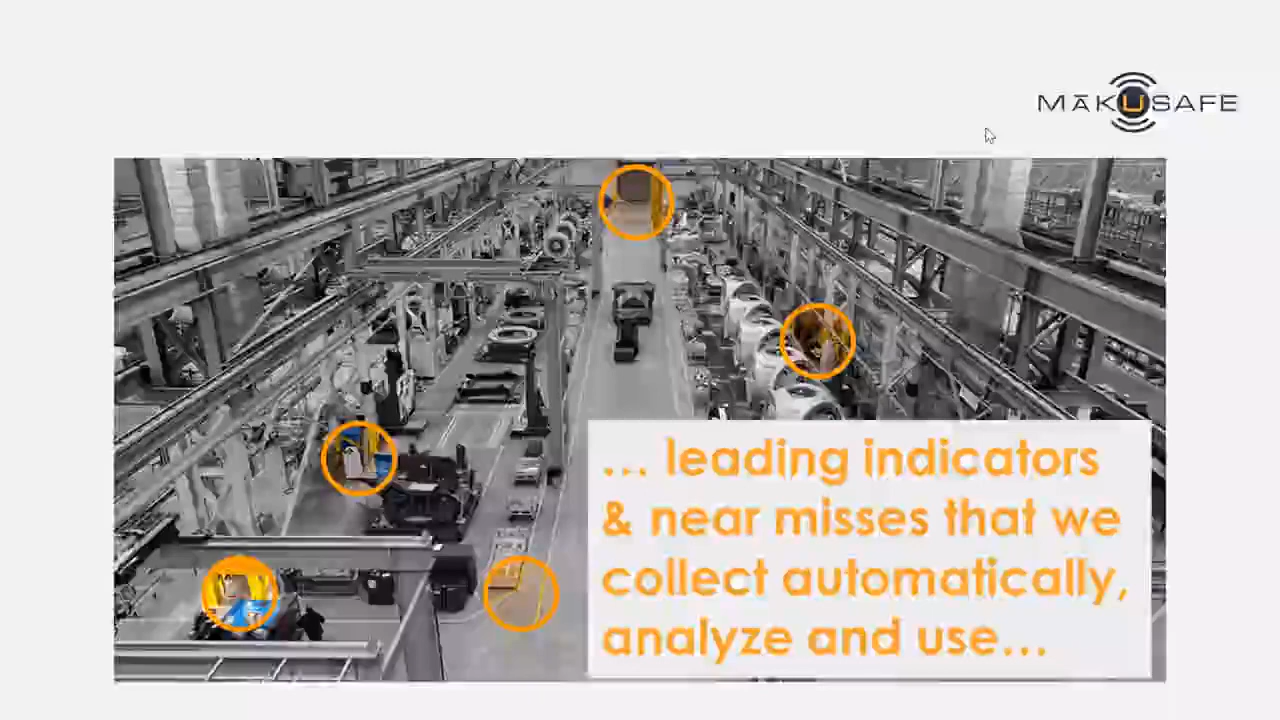 MĀKUSAFE
... leading indicators
& near misses that we
collect automatically,
analyze and use...